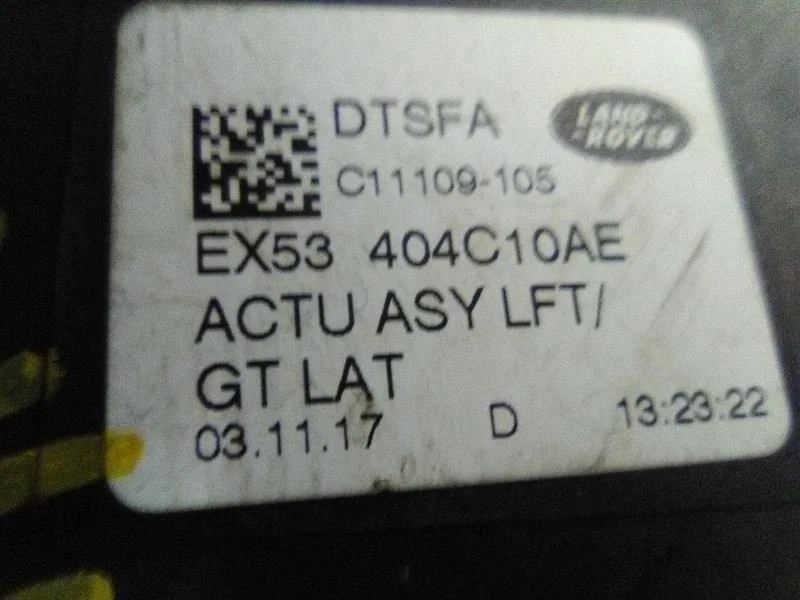 DTSFA
LAND-
-ROVER
C11109-105
EX53 404C10AE
ACTU ASY LFT/
GT LAT
03.11.17 D 13:23:22